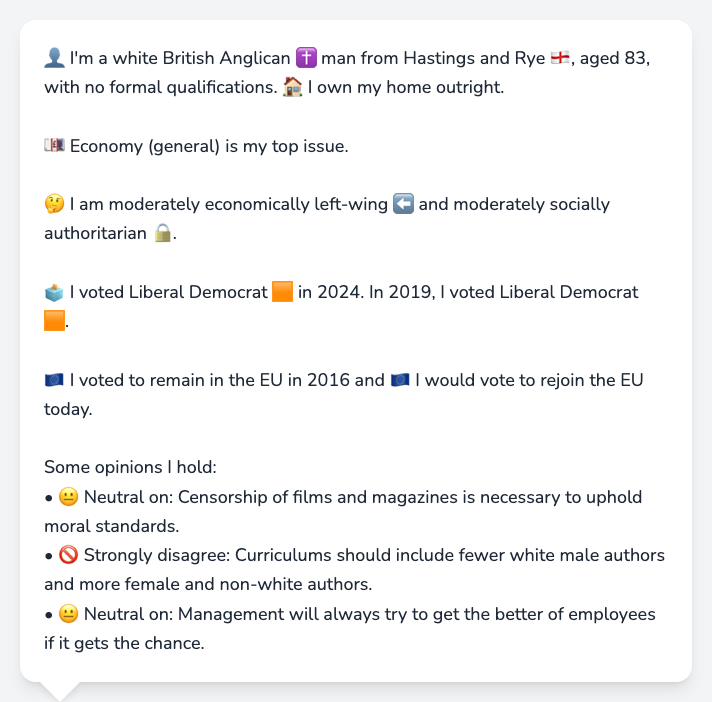 👤 I'm a white British Anglican ✝️ man from Hastings and Rye 🏴󠁧󠁢󠁥󠁮󠁧󠁿, aged 83,
with no formal qualifications. 🏠 I own my home outright.
💷 Economy (general) is my top issue.
🤔 I am moderately economically left-wing ⬅️ and moderately socially
authoritarian 🔒.
🗳️ I voted Liberal Democrat 🟧 in 2024. In 2019, I voted Liberal Democrat
🟧.
🇪🇺 I voted to remain in the EU in 2016 and 🇪🇺 I would vote to rejoin the EU
today.
Some opinions I hold:
• 😐 Neutral on: Censorship of films and magazines is necessary to uphold
moral standards.
• 🚫 Strongly disagree: Curriculums should include fewer white male authors
and more female and non-white authors.
• 😐 Neutral on: Management will always try to get the better of employees
if it gets the chance.